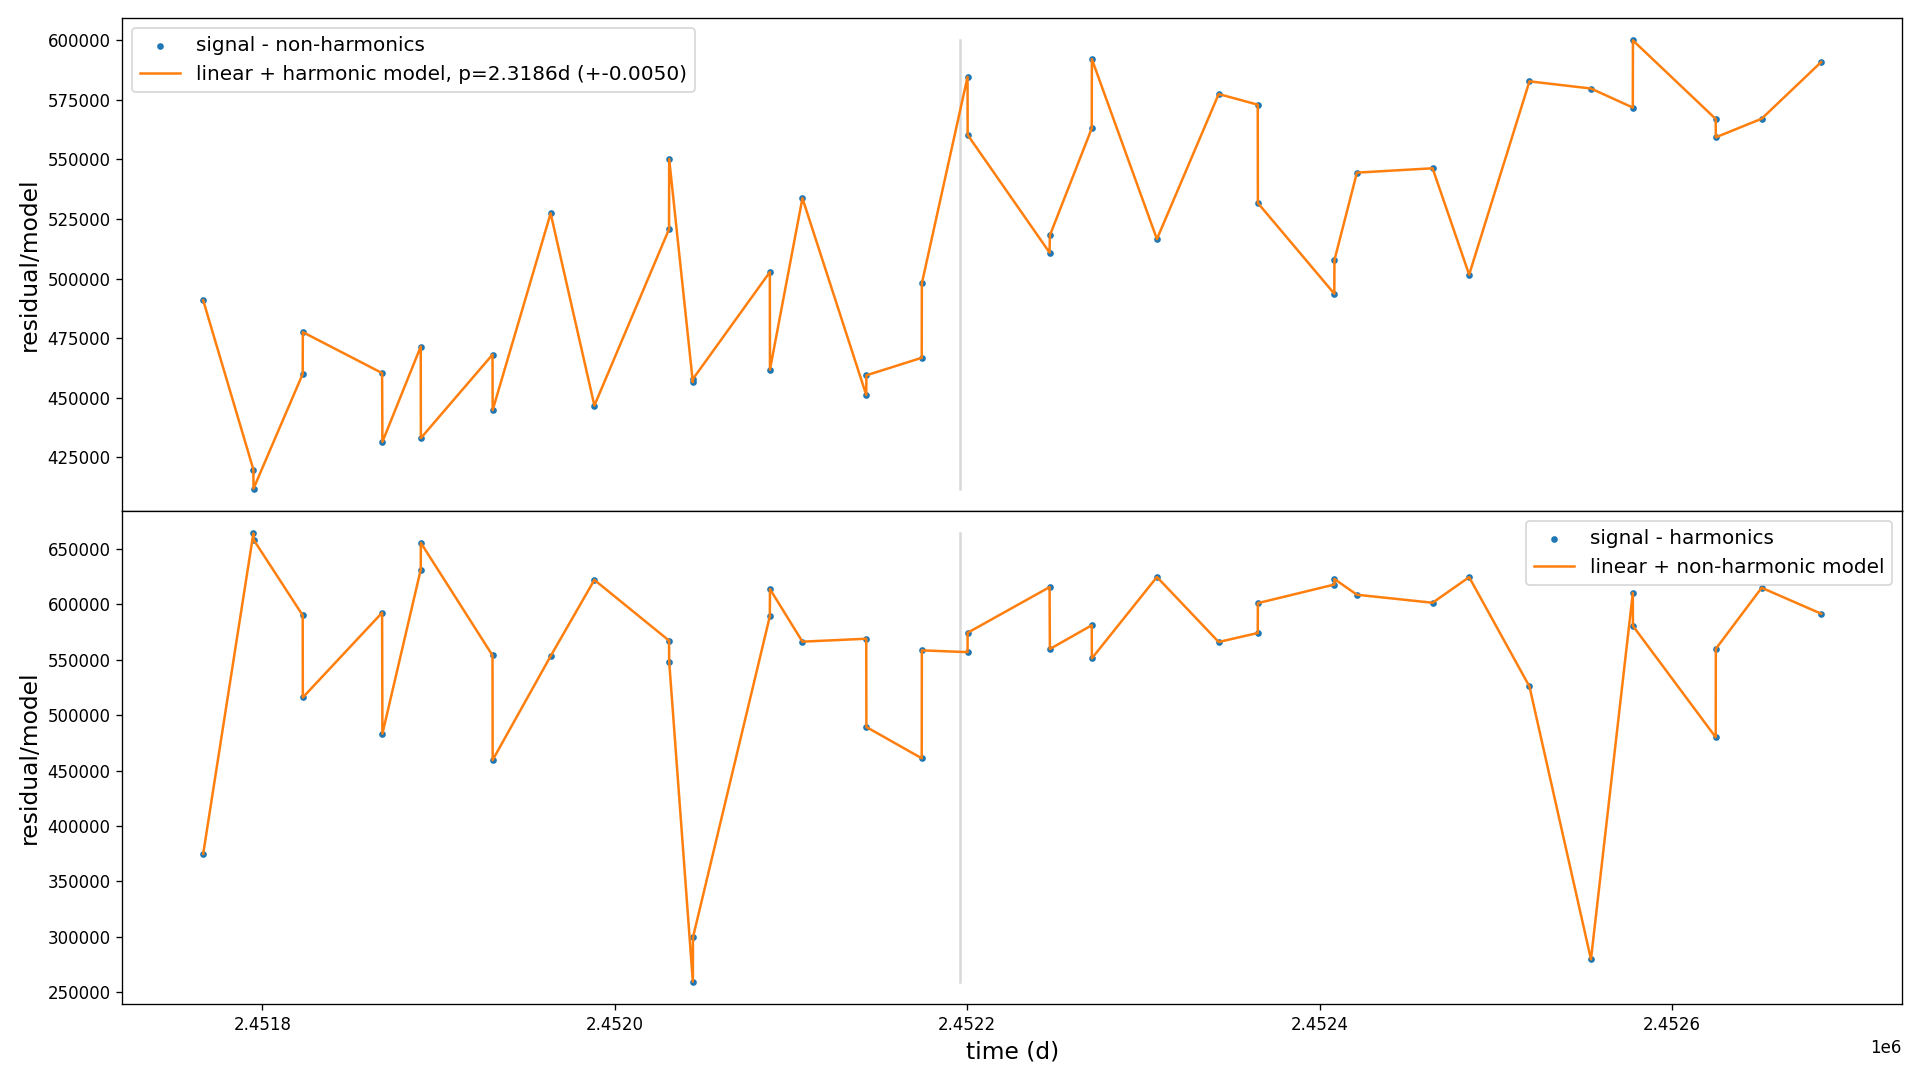 signal - non-harmonics
linear + harmonic model, p=2.3186d (+-0.0050)
600000
575000
550000
525000
500000
475000
450000
425000
residual/model
signal - harmonics
linear + non-harmonic model
650000
600000
550000
500000
450000
400000
350000
300000
250000
residual/model
2.4518 2.4520 2.4522 2.4524 2.4526
time (d)
1e6